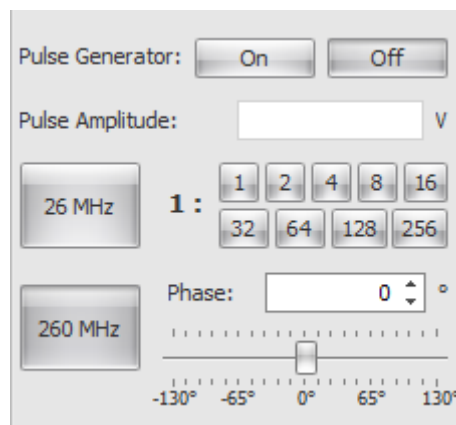 Pulse Generator: On Off
Pulse Amplitude: V
26 MHz 1 : 1 2 4 8 16
32 64 128 256
Phase: 0 °
260 MHz
-130° -65° 0° 65° 130°